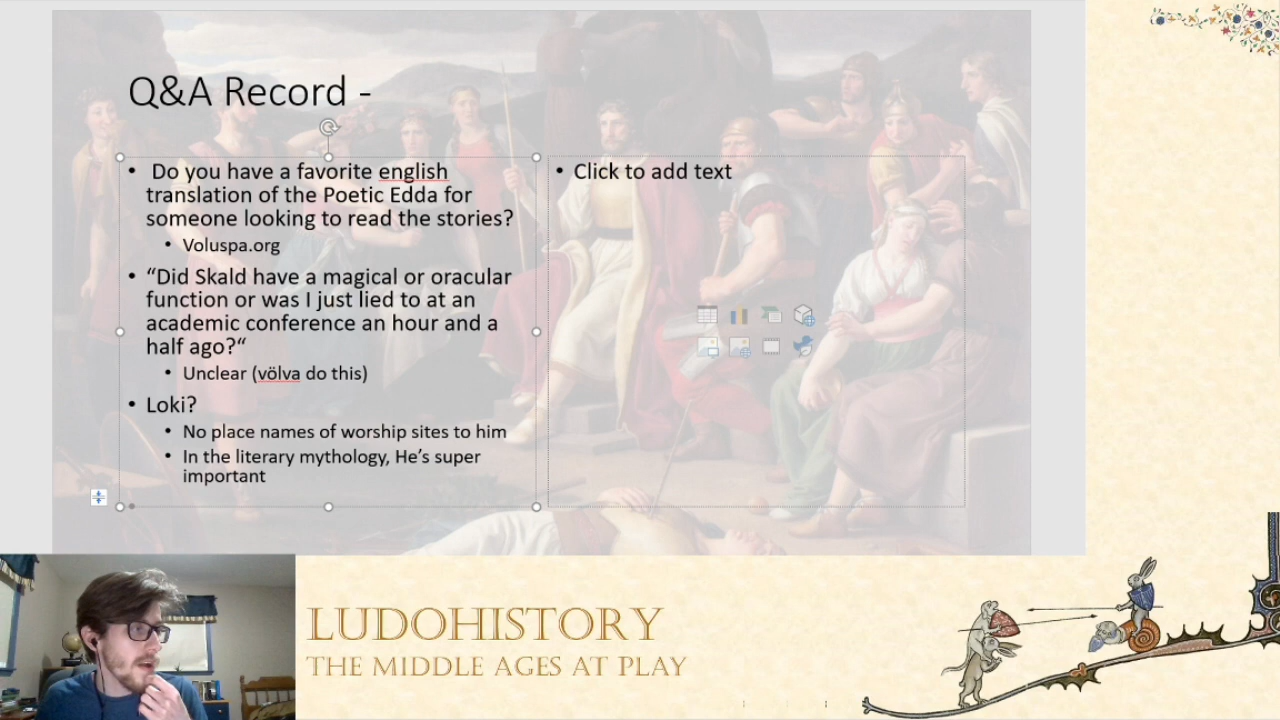 Q&A Record -
• Do you have a favorite english
translation of the Poetic Edda for
someone looking to read the stories?
• Voluspa.org
• “Did Skald have a magical or oracular
function or was I just lied to at an
academic conference an hour and a
half ago?“
• Unclear (völva do this)
• Loki?
• No place names of worship sites to him
• In the literary mythology, He’s super
important
• Click to add text
LUDOHISTORY
THE MIDDLE AGES AT PLAY